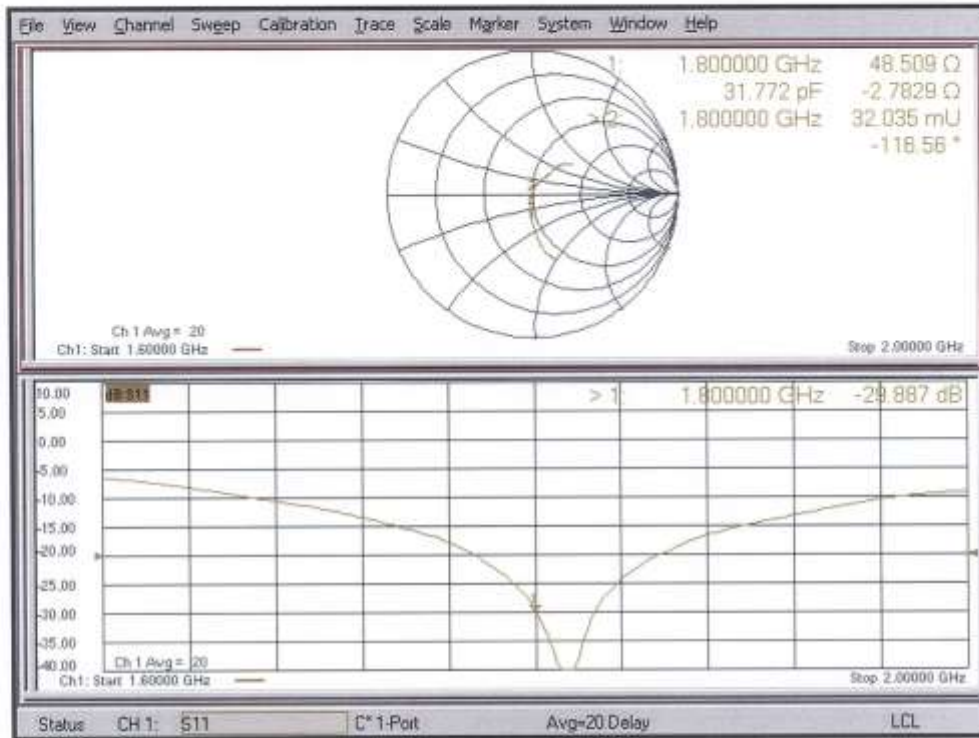 File View Channel Sweep Calibration Trace Scale Marker System Window Help
1: 1.800000 GHz 48.509 Ω
31.772 pF -2.7829 Ω
> 2: 1.800000 GHz 32.035 mU
-118.56 °
Ch 1 Avg = 20
Ch1: Start 1.60000 GHz
Stop 2.00000 GHz
10.00 dB S11 > 1: 1.800000 GHz -29.887 dB
5.00
0.00
-5.00
-10.00
-15.00
-20.00
-25.00
-30.00
-35.00
-40.00
Ch 1 Avg = 20
Ch1: Start 1.60000 GHz
Stop 2.00000 GHz
Status CH 1: S11 C* 1-Port Avg=20 Delay LCL